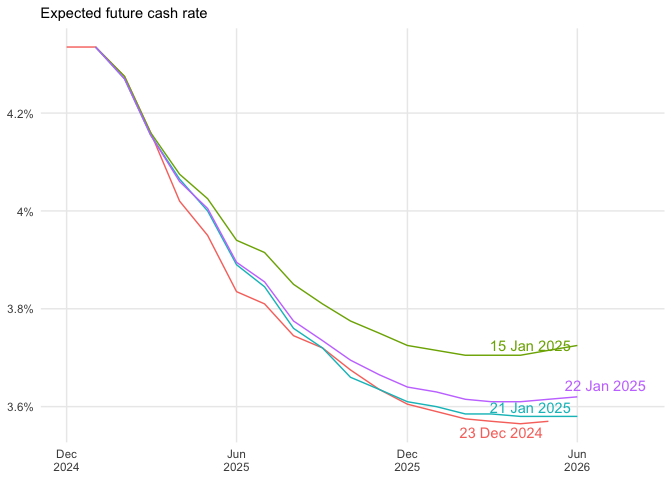 Expected future cash rate
4.2%
4%
3.8%
3.6%
15 Jan 2025
22 Jan 2025
21 Jan 2025
23 Dec 2024
Dec
2024
Jun
2025
Dec
2025
Jun
2026